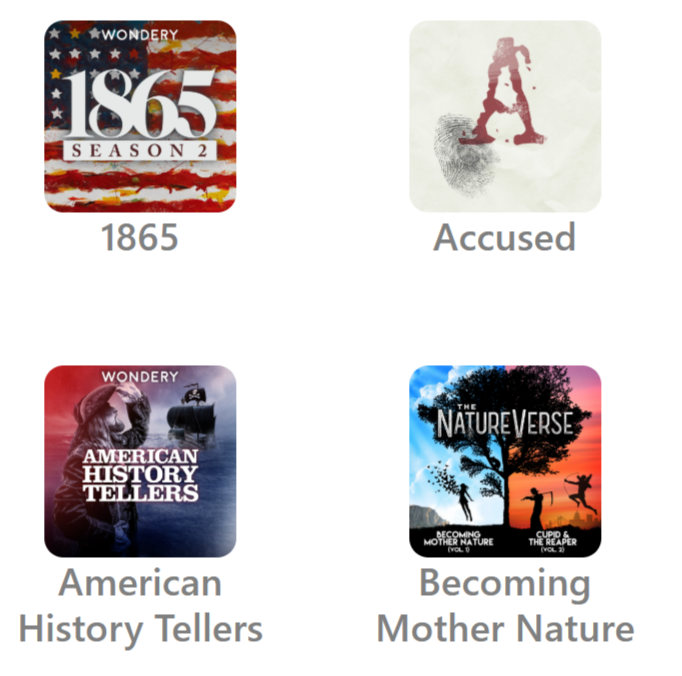 WONDERY
1865
SEASON 2
1865
A
Accused
WONDERY
AMERICAN
HISTORY
TELLERS
American
History Tellers
THE
NATUREVERSE
BECOMING
MOTHER NATURE
(VOL. 1)
CUPID &
THE REAPER
(VOL. 2)
Becoming
Mother Nature